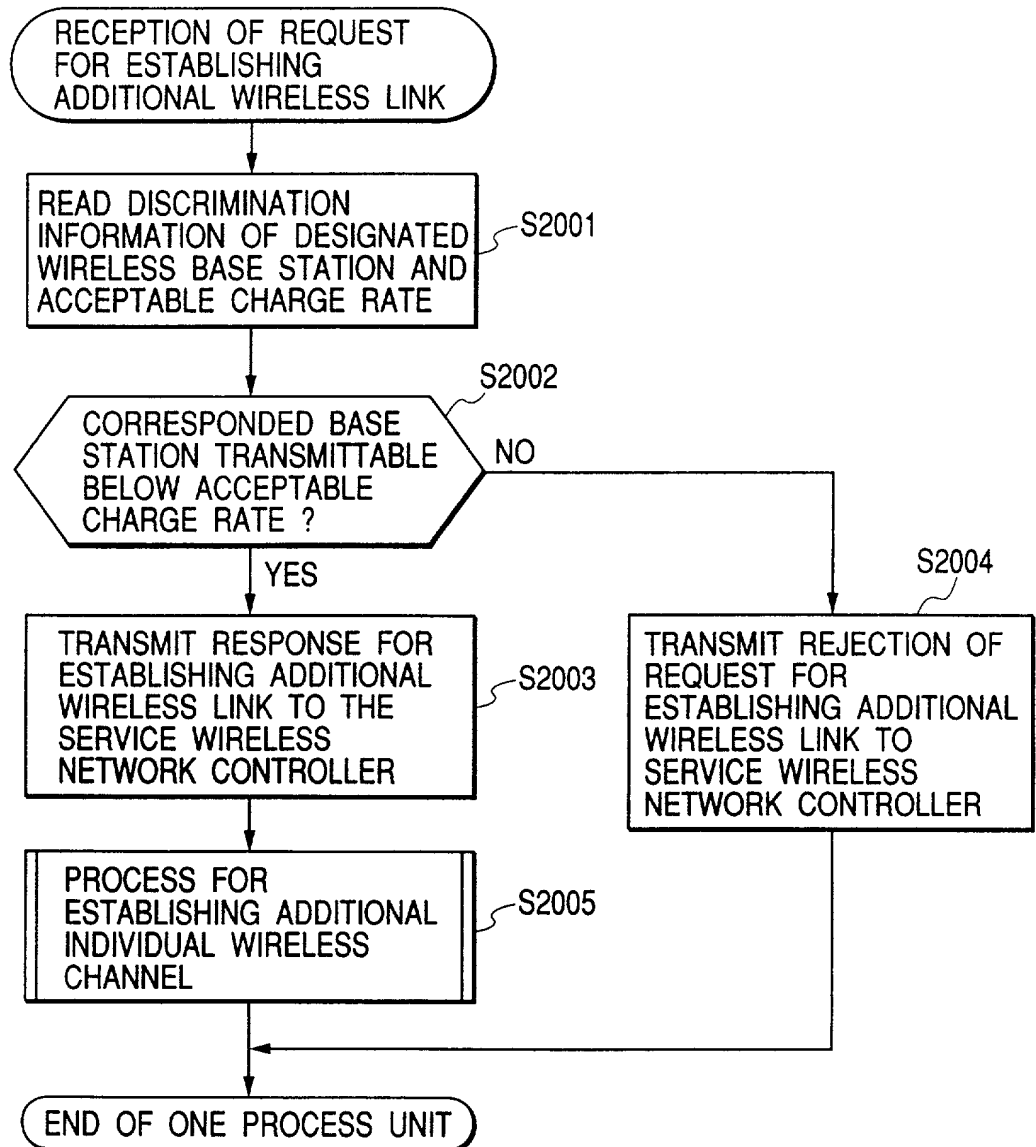 RECEPTION OF REQUEST
FOR ESTABLISHING
ADDITIONAL WIRELESS LINK
READ DISCRIMINATION
INFORMATION OF DESIGNATED
WIRELESS BASE STATION AND
ACCEPTABLE CHARGE RATE
S2001
S2002
CORRESPONDED BASE
STATION TRANSMITTABLE
BELOW ACCEPTABLE
CHARGE RATE ?
NO
YES
TRANSMIT RESPONSE FOR
ESTABLISHING ADDITIONAL
WIRELESS LINK TO THE
SERVICE WIRELESS
NETWORK CONTROLLER
S2003
S2004
TRANSMIT REJECTION OF
REQUEST FOR
ESTABLISHING ADDITIONAL
WIRELESS LINK TO
SERVICE WIRELESS
NETWORK CONTROLLER
PROCESS FOR
ESTABLISHING ADDITIONAL
INDIVIDUAL WIRELESS
CHANNEL
S2005
END OF ONE PROCESS UNIT